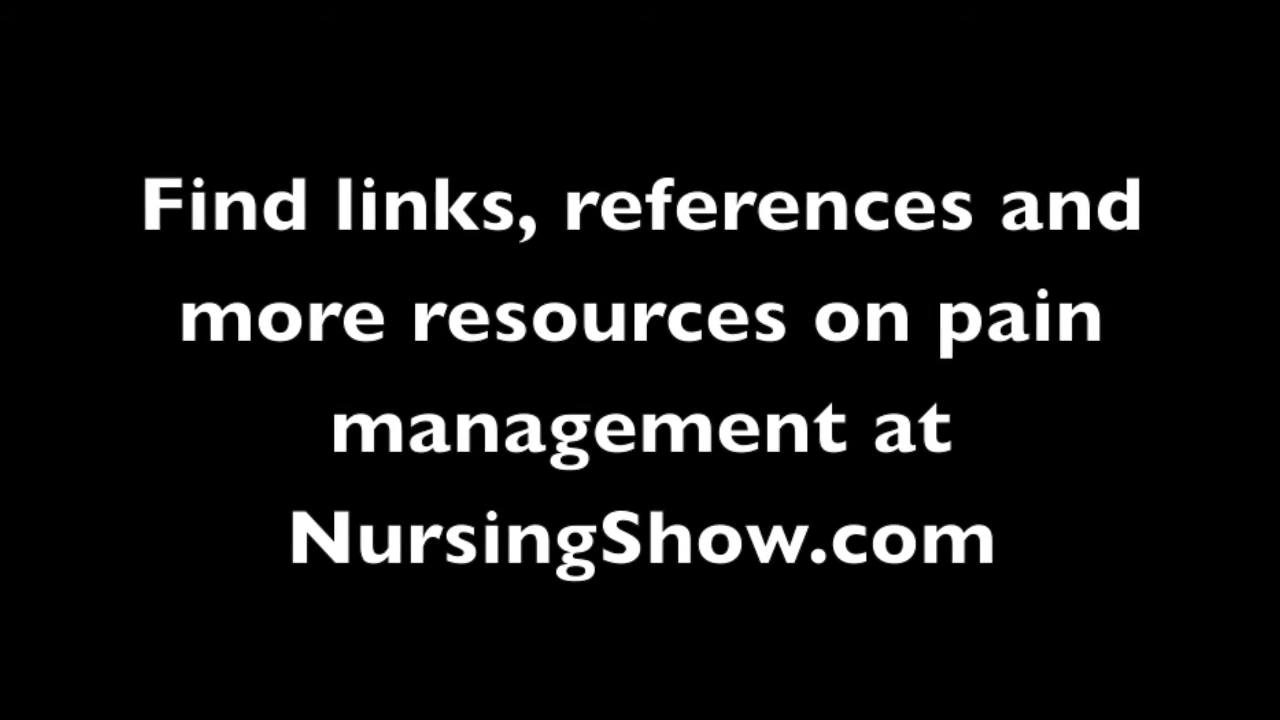 Find links, references and
more resources on pain
management at
NursingShow.com